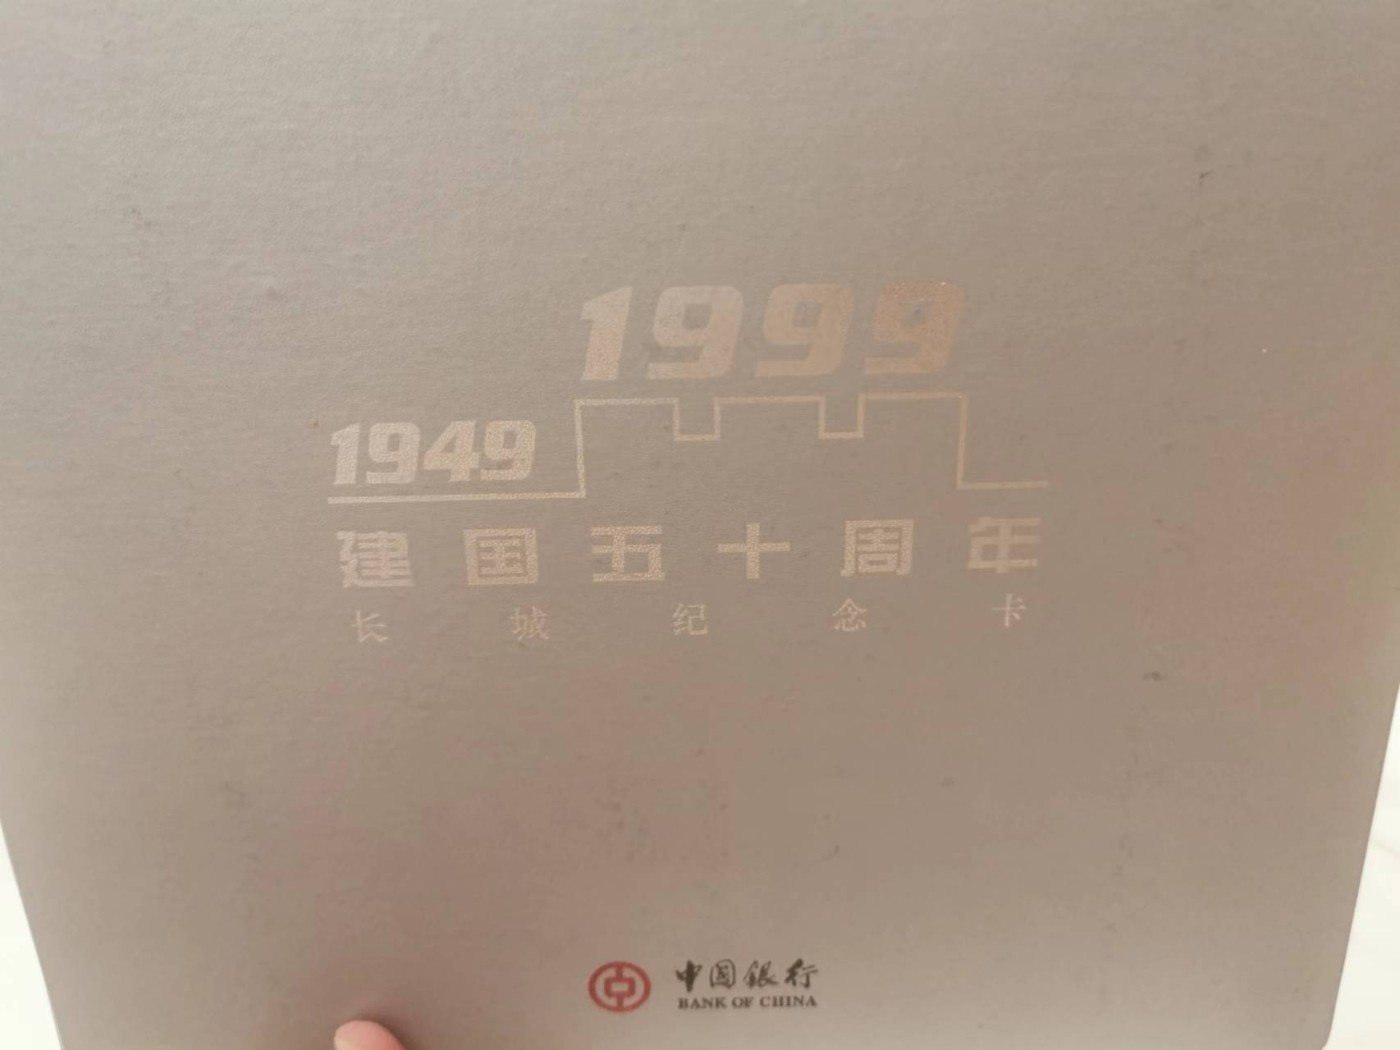 1999
1949
建国五十周年
长城纪念卡
中国银行
BANK OF CHINA